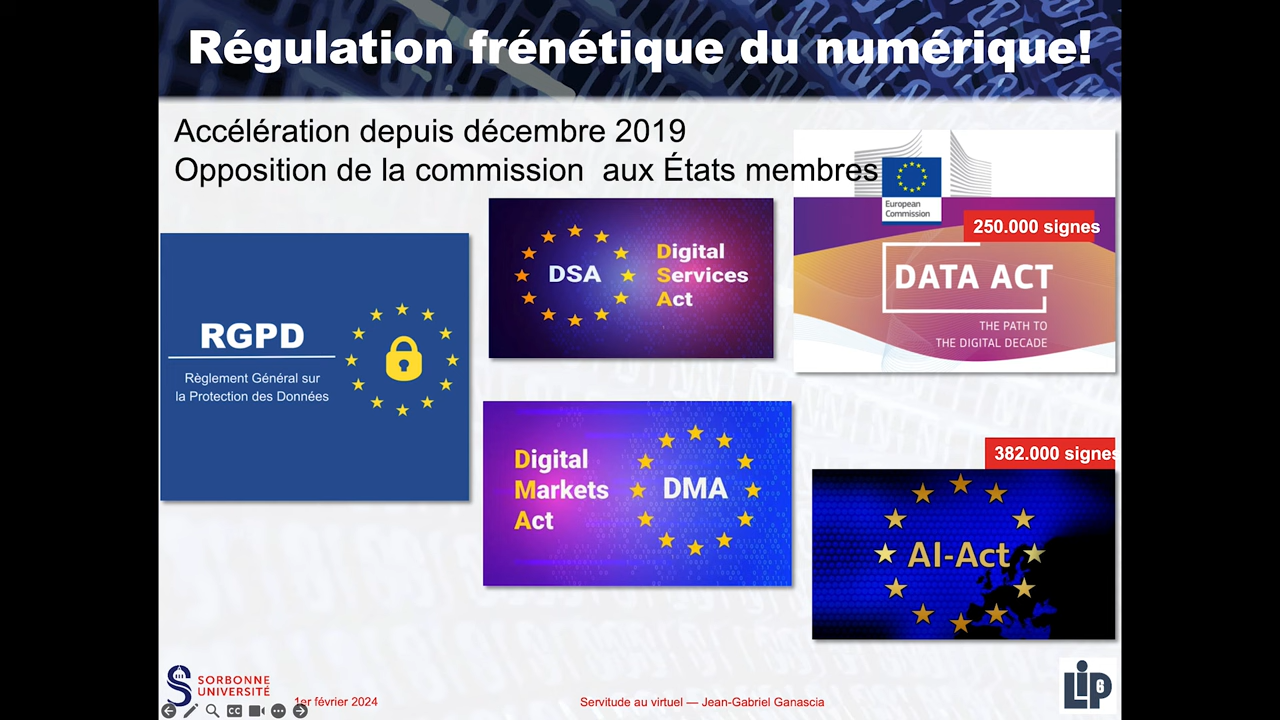 Régulation frénétique du numérique!
Accélération depuis décembre 2019
Opposition de la commission  aux États membres
European
Commission
250.000 signes
DATA ACT
THE PATH TO
THE DIGITAL DECADE
DSA
Digital
Services
Act
RGPD
Règlement Général sur
la Protection des Données
Digital
Markets
Act
DMA
382.000 signes
AI-Act
SORBONNE
UNIVERSITÉ
1er février 2024
Servitude au virtuel — Jean-Gabriel Ganascia
LIP6
CC